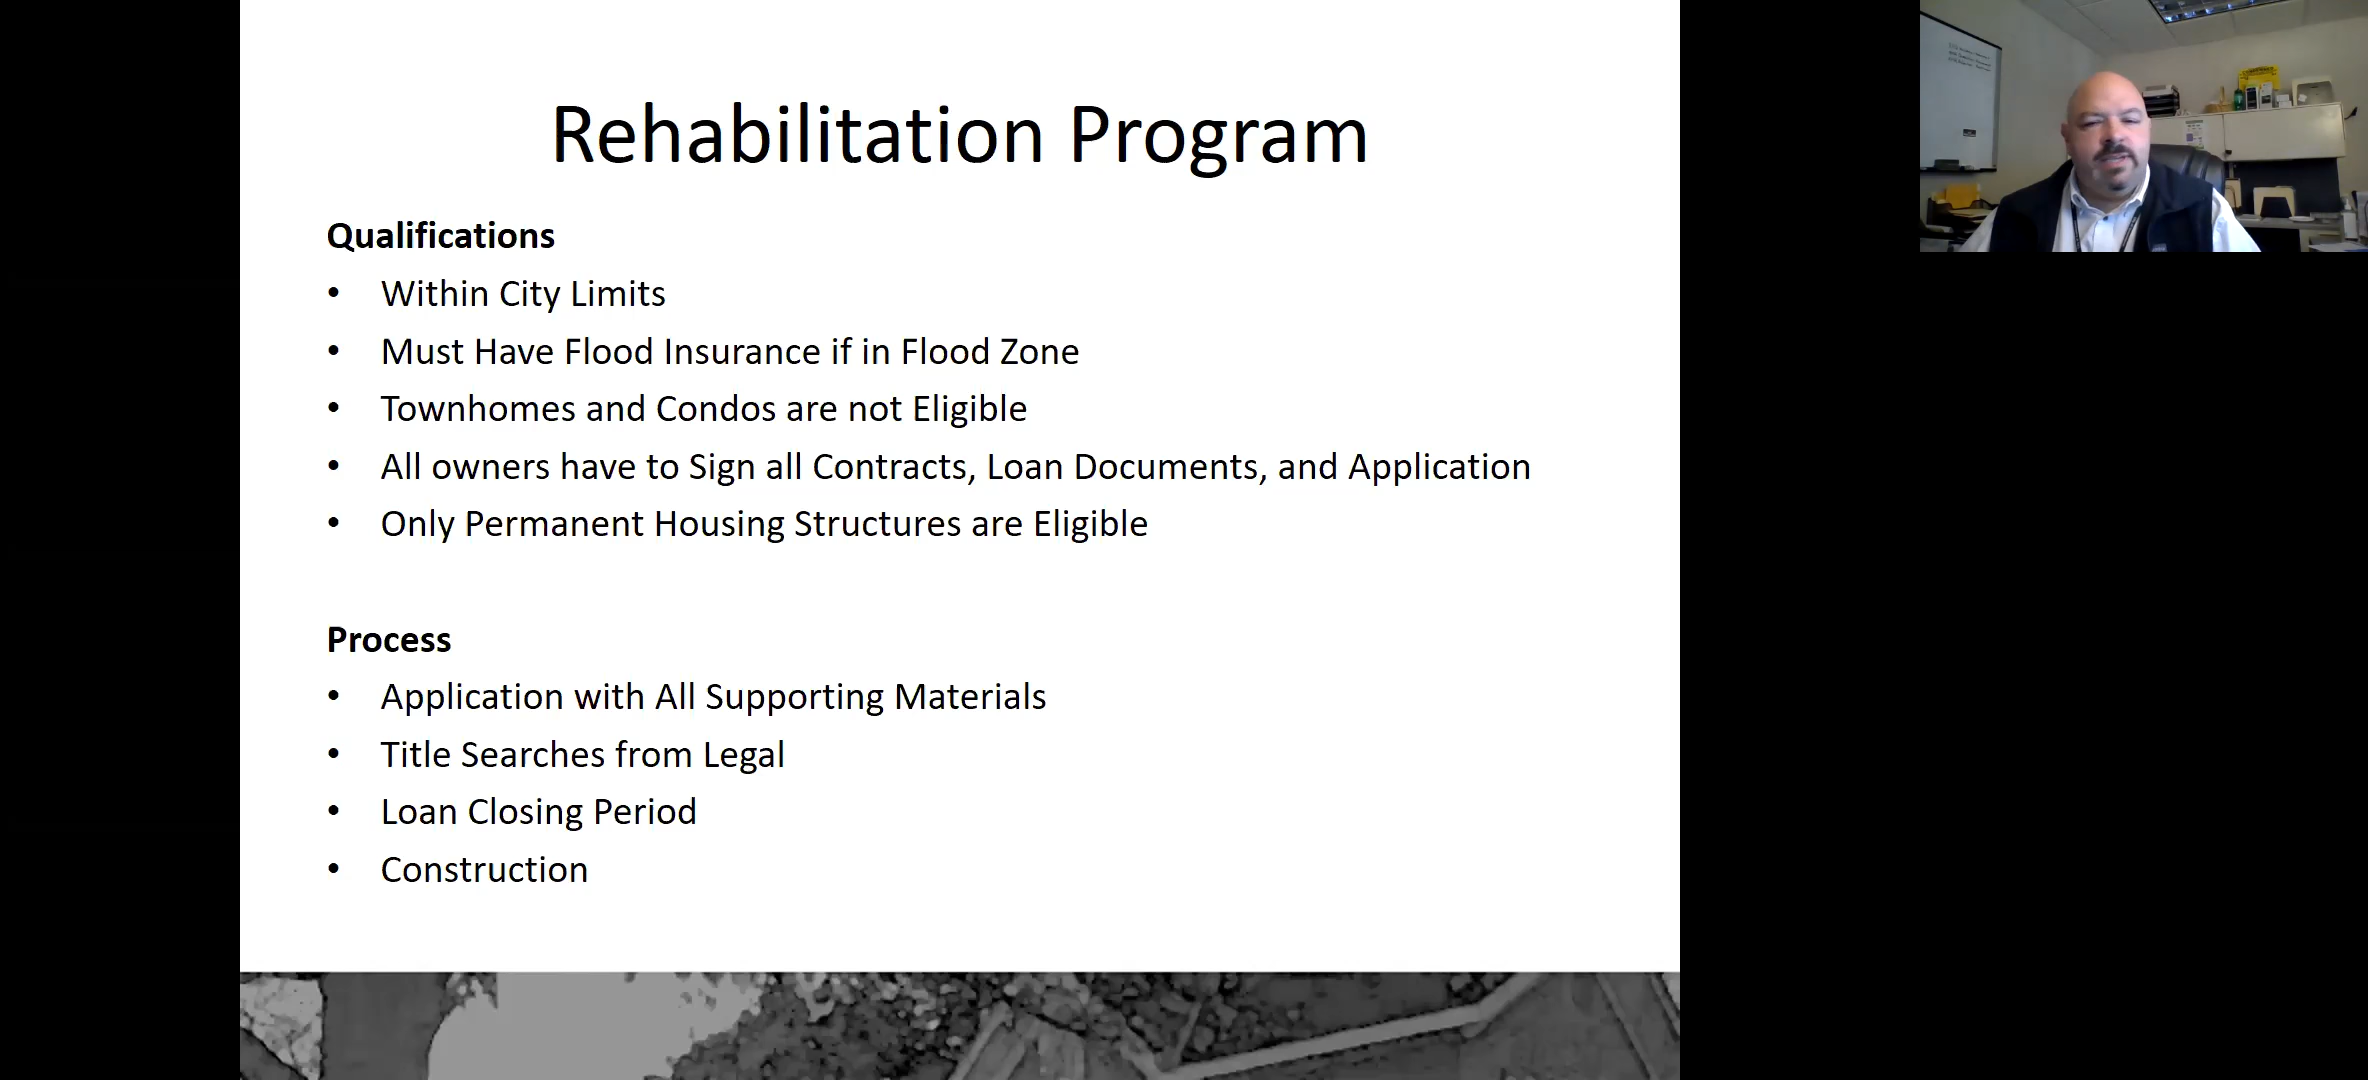 Rehabilitation Program
Qualifications
• Within City Limits
• Must Have Flood Insurance if in Flood Zone
• Townhomes and Condos are not Eligible
• All owners have to Sign all Contracts, Loan Documents, and Application
• Only Permanent Housing Structures are Eligible
Process
• Application with All Supporting Materials
• Title Searches from Legal
• Loan Closing Period
• Construction